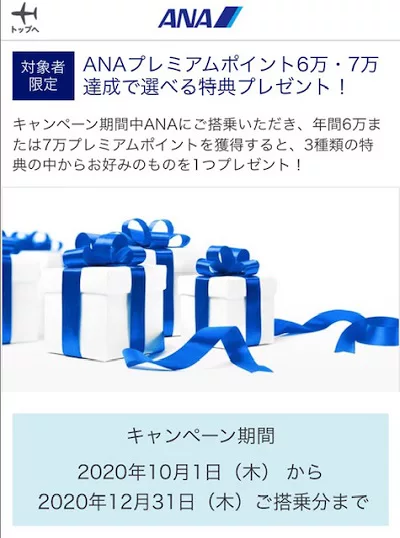 トップへ
ANA
対象者
限定
ANAプレミアムポイント6万・7万
達成で選べる特典プレゼント！
キャンペーン期間中ANAにご搭乗いただき、年間6万ま
たは7万プレミアムポイントを獲得すると、3種類の特
典の中からお好みのものを1つプレゼント！
キャンペーン期間
2020年10月1日（木） から
2020年12月31日（木）ご搭乗分まで